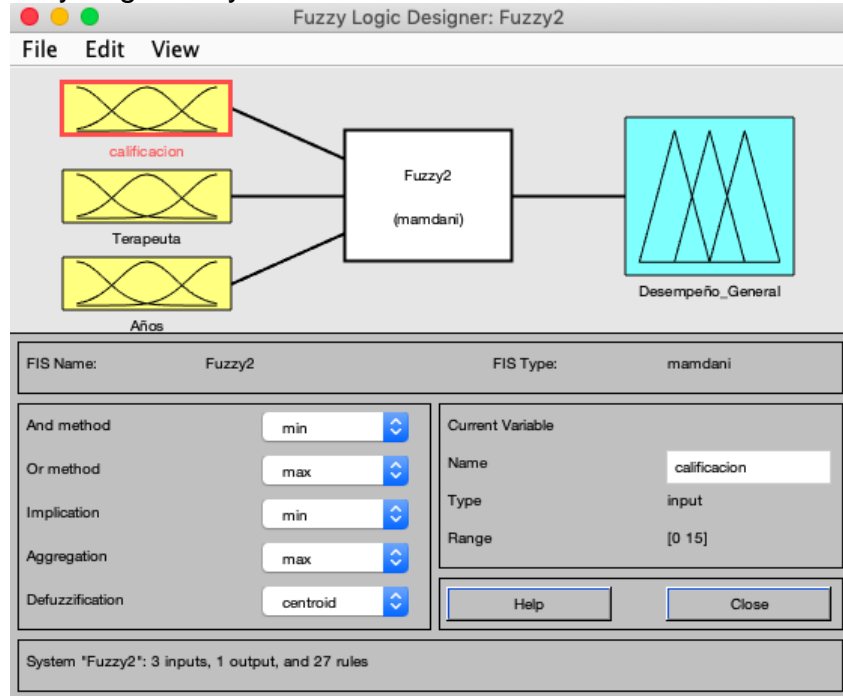 Fuzzy Logic Designer: Fuzzy2
File Edit View
calificacion
Terapeuta
Años
Fuzzy2
(mamdani)
Desempeño_General
FIS Name: Fuzzy2 FIS Type: mamdani
And method min
Or method max
Implication min
Aggregation max
Defuzzification centroid
Current Variable
Name calificacion
Type input
Range [0 15]
Help Close
System "Fuzzy2": 3 inputs, 1 output, and 27 rules